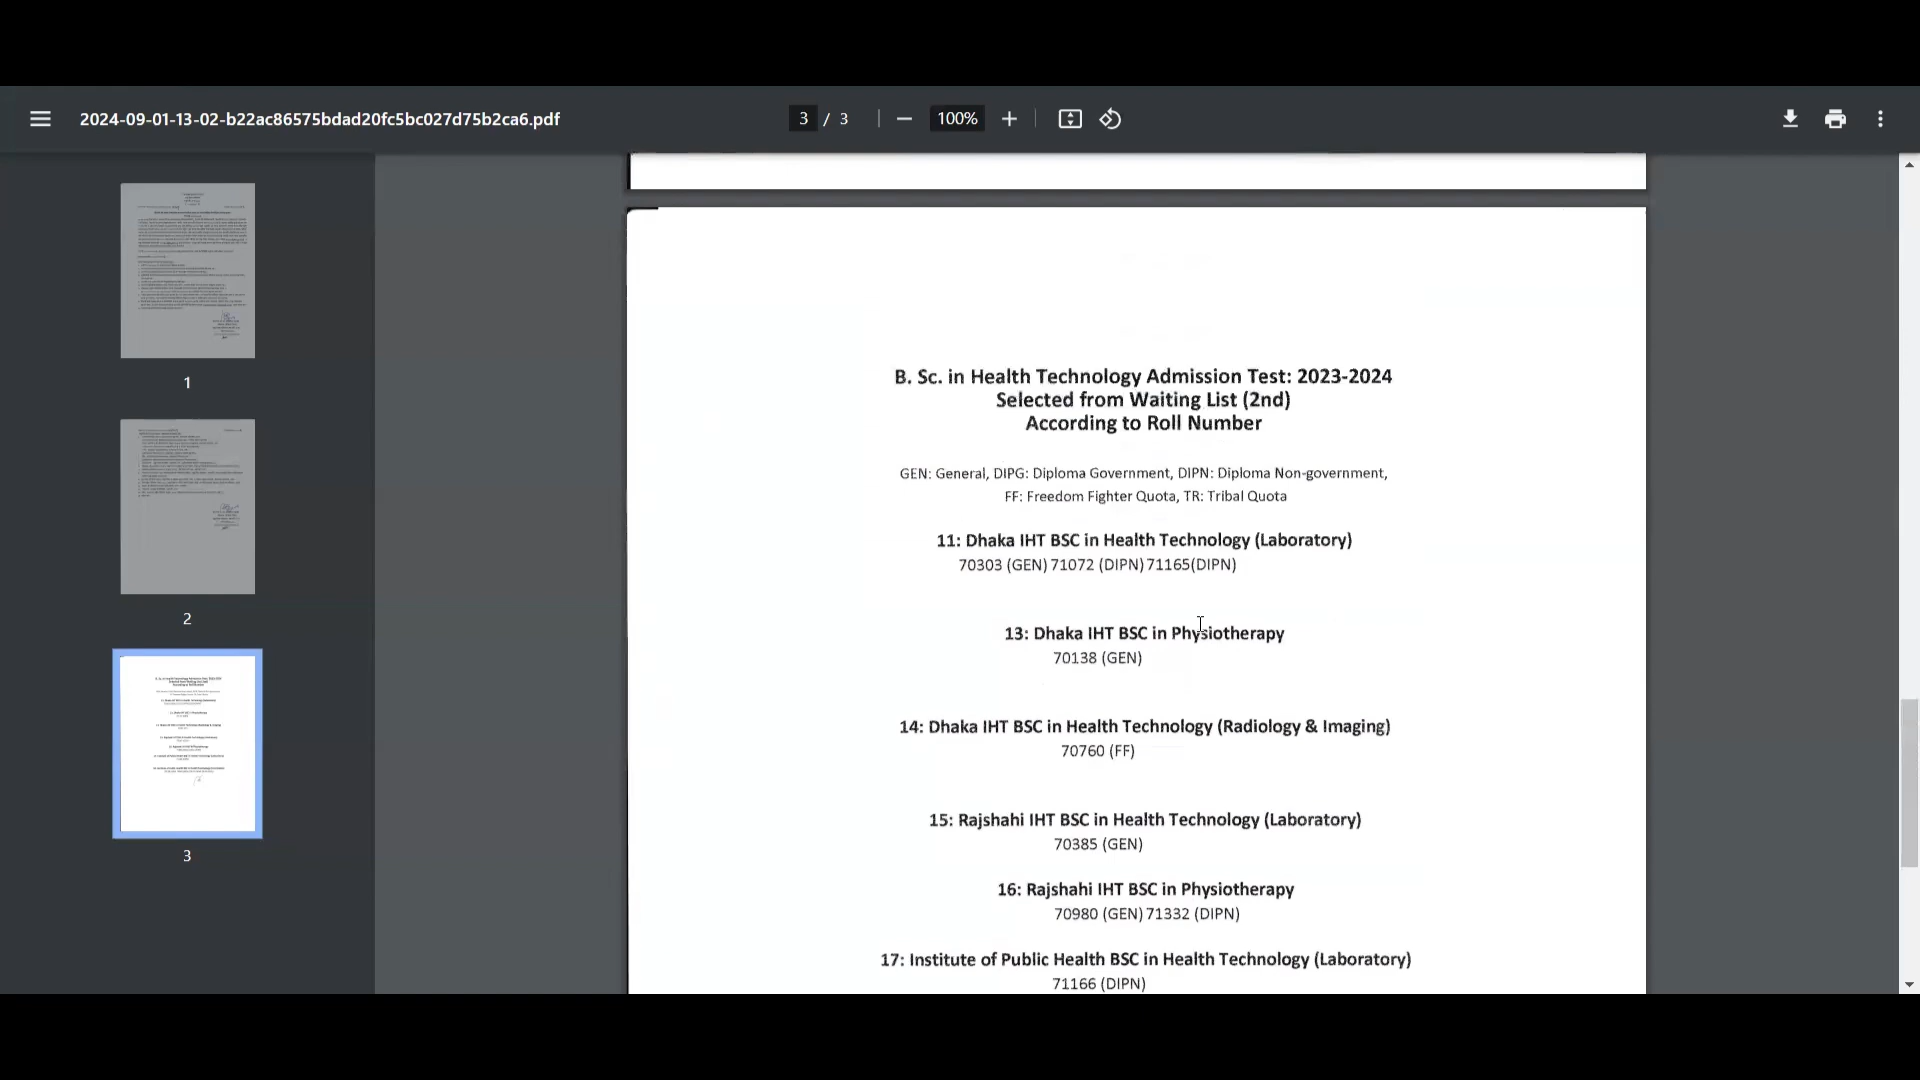 2024-09-01-13-02-b22ac86575bdad20fc5bc027d75b2ca6.pdf
3 / 3
100%
1
2
3
B. Sc. in Health Technology Admission Test: 2023-2024
Selected from Waiting List (2nd)
According to Roll Number
GEN: General, DIPG: Diploma Government, DIPN: Diploma Non-government,
FF: Freedom Fighter Quota, TR: Tribal Quota
11: Dhaka IHT BSC in Health Technology (Laboratory)
70303 (GEN) 71072 (DIPN) 71165(DIPN)
13: Dhaka IHT BSC in Physiotherapy
70138 (GEN)
14: Dhaka IHT BSC in Health Technology (Radiology & Imaging)
70760 (FF)
15: Rajshahi IHT BSC in Health Technology (Laboratory)
70385 (GEN)
16: Rajshahi IHT BSC in Physiotherapy
70980 (GEN) 71332 (DIPN)
17: Institute of Public Health BSC in Health Technology (Laboratory)
71166 (DIPN)